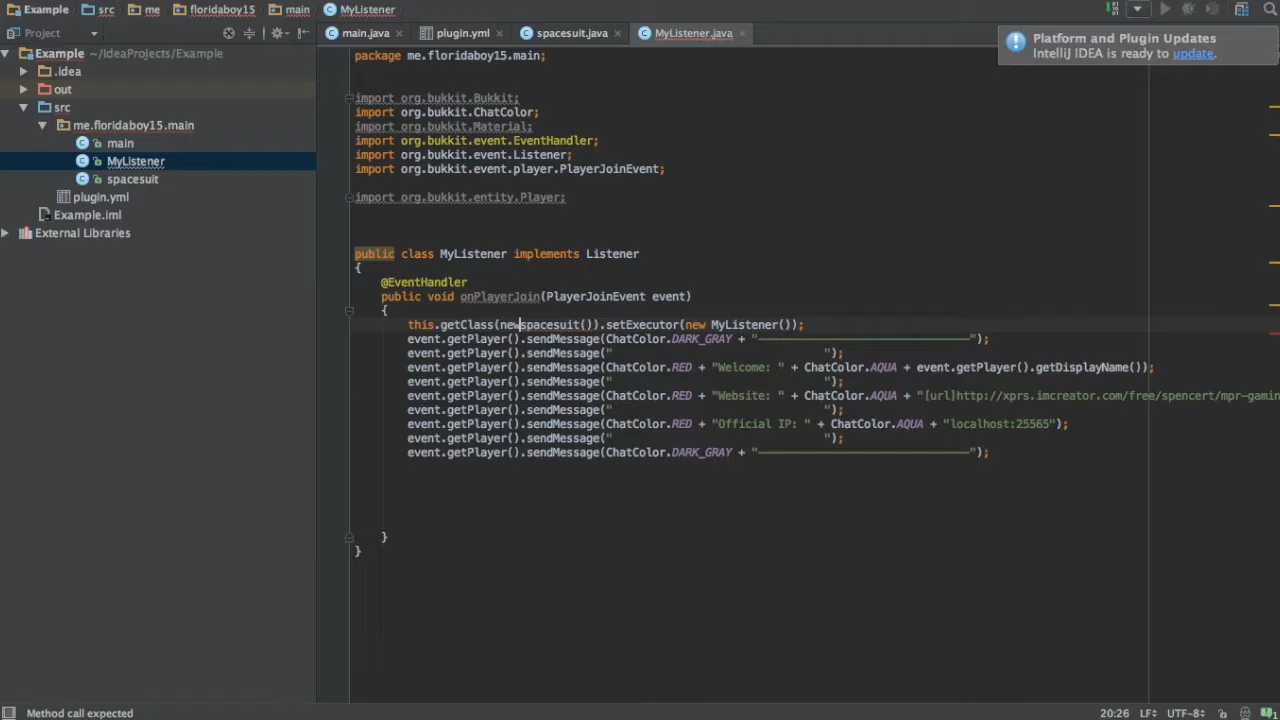 Example src me floridaboy15 main MyListener
Project
main.java plugin.yml spacesuit.java MyListener.java
Platform and Plugin Updates
IntelliJ IDEA is ready to update.
Example ~/IdeaProjects/Example
.idea
out
src
me.floridaboy15.main
main
MyListener
spacesuit
plugin.yml
Example.iml
External Libraries
package me.floridaboy15.main;
import org.bukkit.Bukkit;
import org.bukkit.ChatColor;
import org.bukkit.Material;
import org.bukkit.event.EventHandler;
import org.bukkit.event.Listener;
import org.bukkit.event.player.PlayerJoinEvent;
import org.bukkit.entity.Player;
public class MyListener implements Listener
{
@EventHandler
public void onPlayerJoin(PlayerJoinEvent event)
{
this.getClass(newspacesuit()).setExecutor(new MyListener());
event.getPlayer().sendMessage(ChatColor.DARK_GRAY + "————————————————————————");
event.getPlayer().sendMessage("                                ");
event.getPlayer().sendMessage(ChatColor.RED + "Welcome: " + ChatColor.AQUA + event.getPlayer().getDisplayName());
event.getPlayer().sendMessage("                                ");
event.getPlayer().sendMessage(ChatColor.RED + "Website: " + ChatColor.AQUA + "[url]http://xprs.imcreator.com/free/spencert/mpr-gamin
event.getPlayer().sendMessage("                                ");
event.getPlayer().sendMessage(ChatColor.RED + "Official IP: " + ChatColor.AQUA + "localhost:25565");
event.getPlayer().sendMessage("                                ");
event.getPlayer().sendMessage(ChatColor.DARK_GRAY + "————————————————————————");
}
}
Method call expected 20:26 LF UTF-8